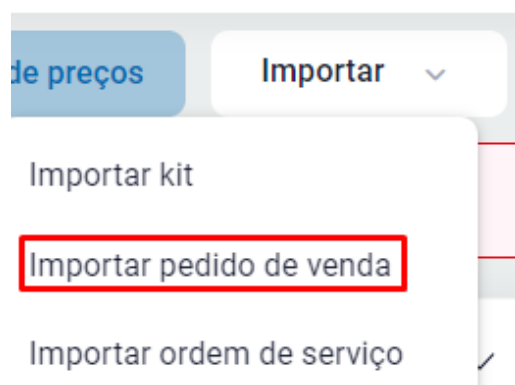 de preços
Importar
Importar kit
Importar pedido de venda
Importar ordem de serviço